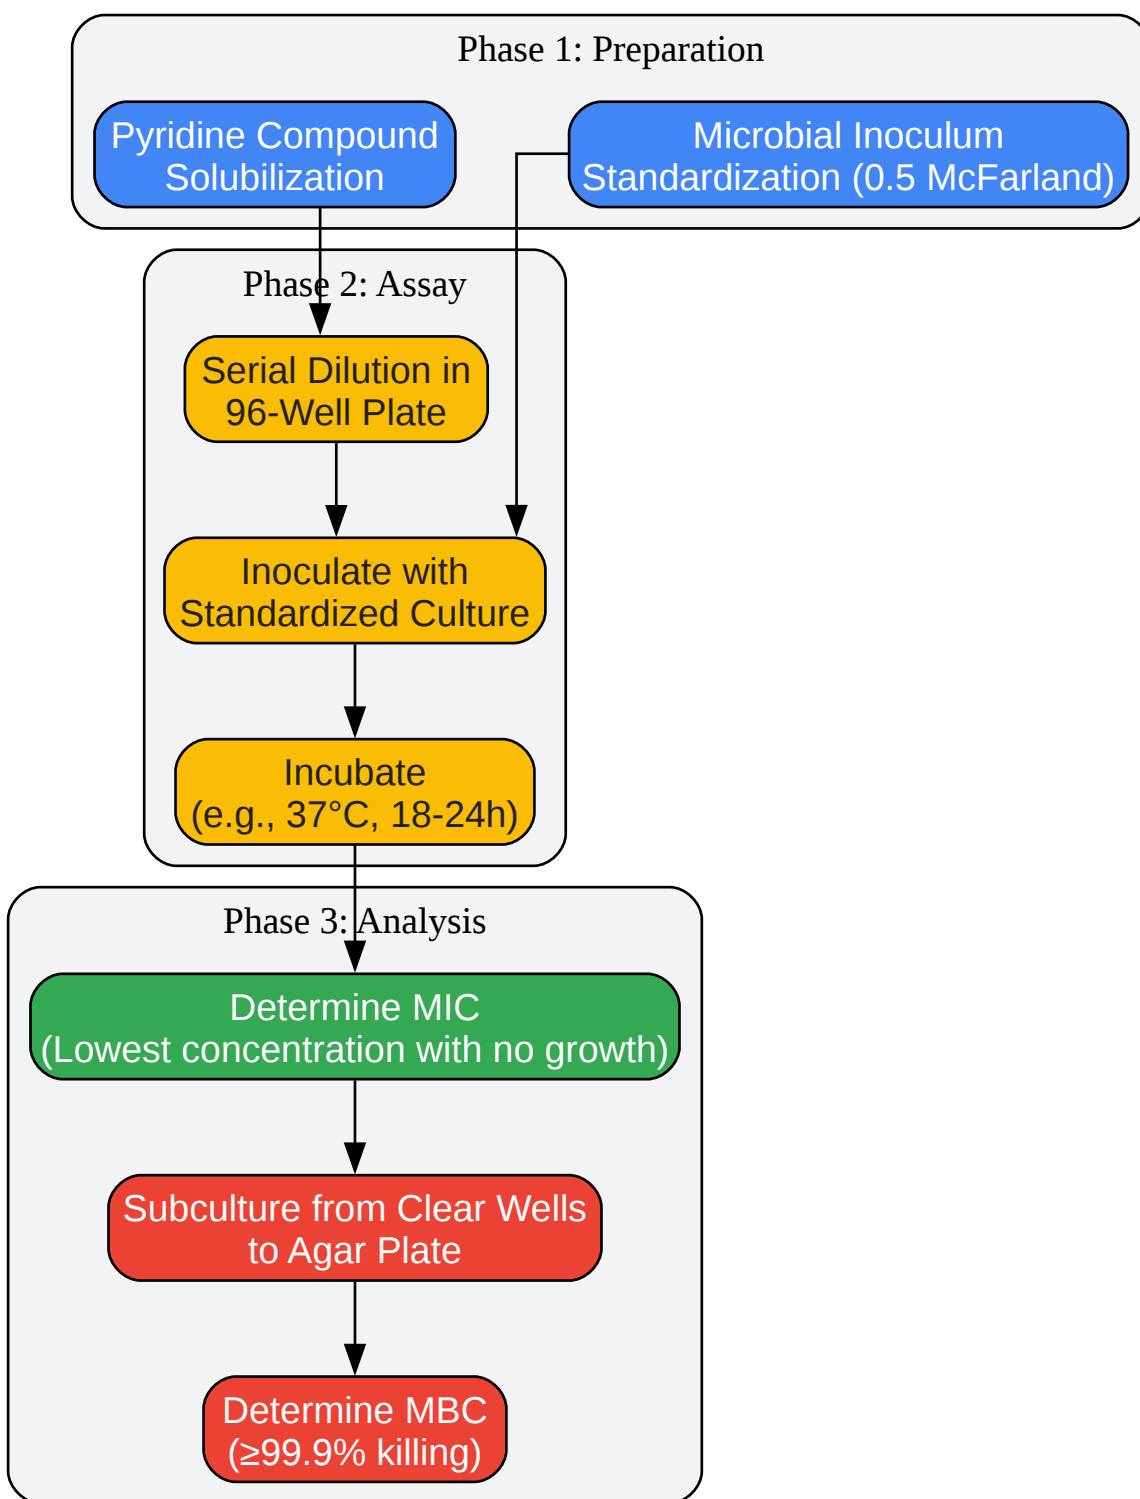 Phase 1: Preparation
Pyridine Compound
Solubilization
Microbial Inoculum
Standardization (0.5 McFarland)
Phase 2: Assay
Serial Dilution in
96-Well Plate
Inoculate with
Standardized Culture
Incubate
(e.g., 37°C, 18-24h)
Phase 3: Analysis
Determine MIC
(Lowest concentration with no growth)
Subculture from Clear Wells
to Agar Plate
Determine MBC
(≥99.9% killing)